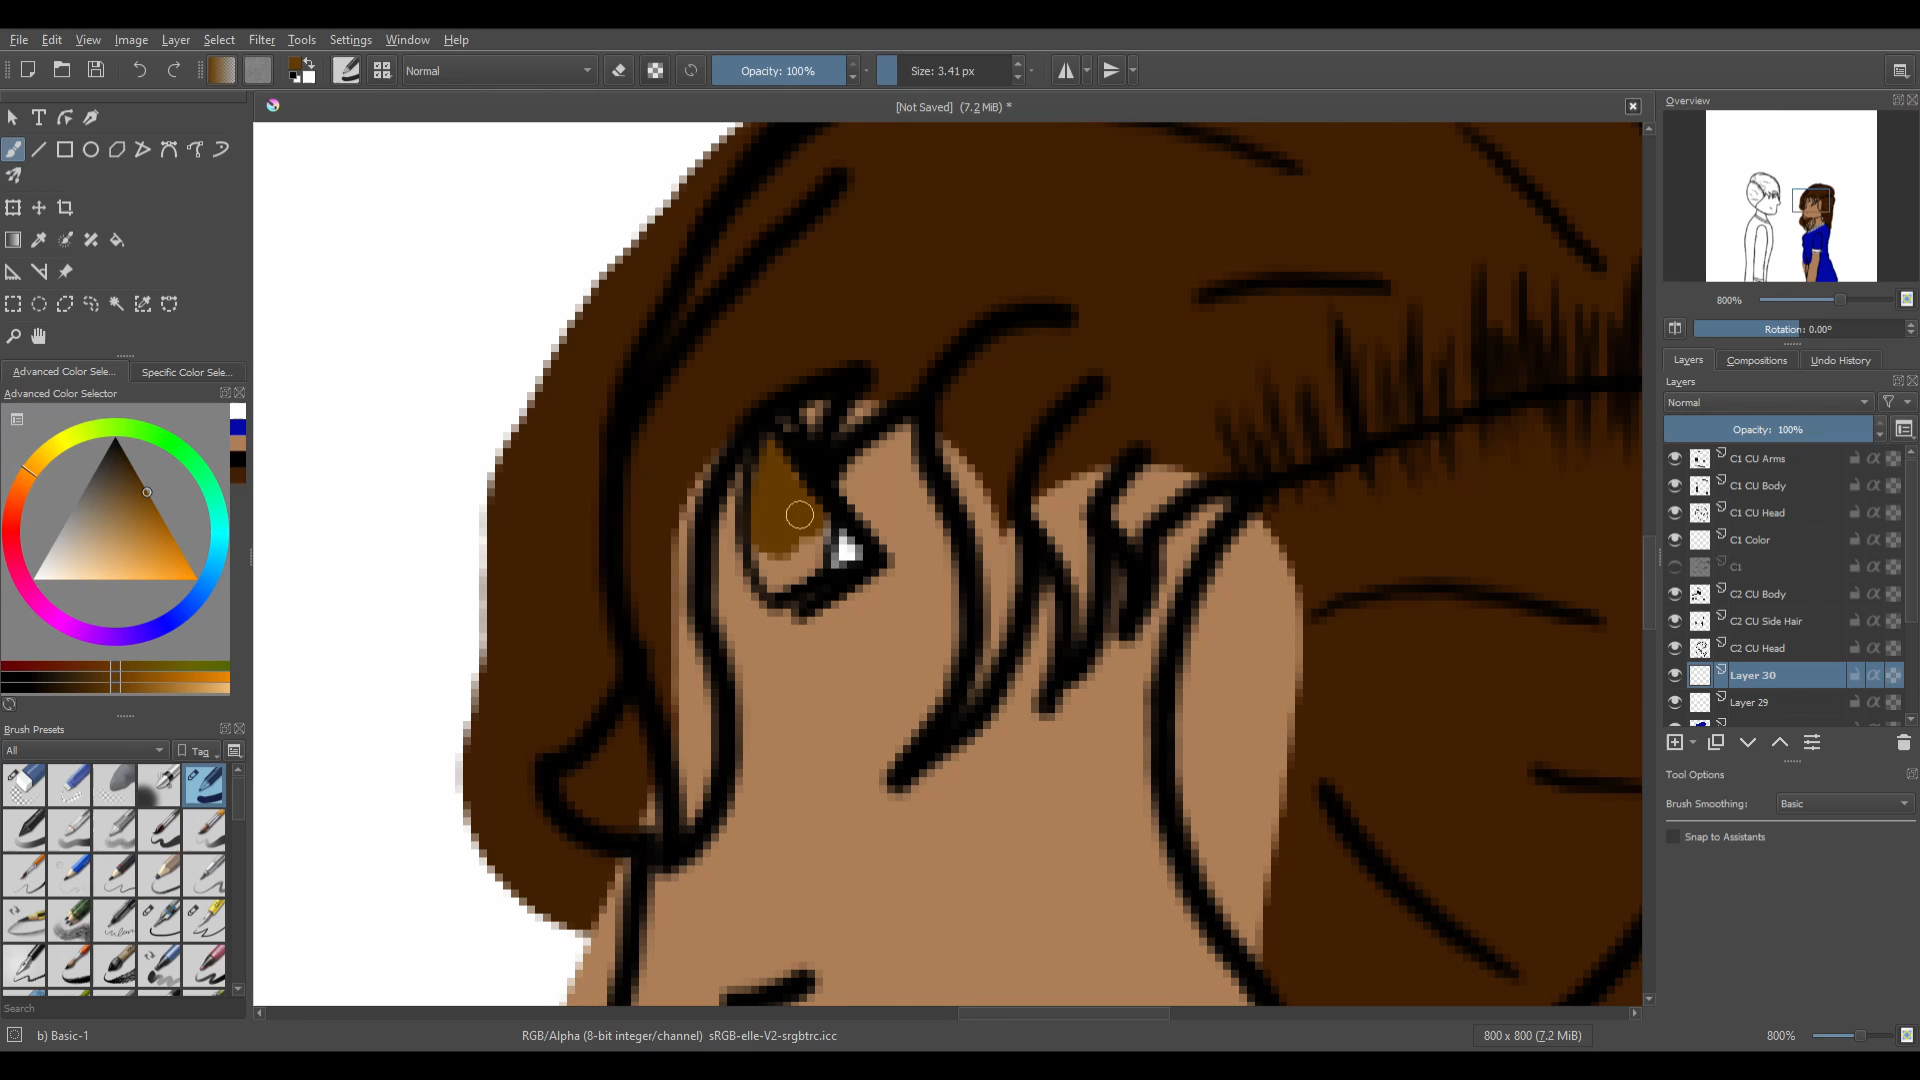 File Edit View Image Layer Select Filter Tools Settings Window Help
Normal Opacity: 100% Size: 3.41 px
[Not Saved] (7.2 MiB) *
Overview
800%
Rotation: 0.00°
Layers Compositions Undo History
Layers
Normal
Opacity: 100%
C1 CU Arms
C1 CU Body
C1 CU Head
C1 Color
C1
C2 CU Body
C2 CU Side Hair
C2 CU Head
Layer 30
Layer 29
Tool Options
Brush Smoothing: Basic
Snap to Assistants
Advanced Color Sele... Specific Color Sele...
Advanced Color Selector
Brush Presets
All Tag
Search
b) Basic-1 RGB/Alpha (8-bit integer/channel) sRGB-elle-V2-srgbtrc.icc 800 x 800 (7.2 MiB) 800%